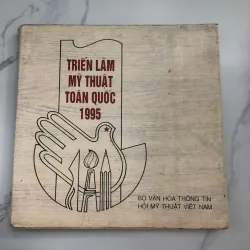 TRIỂN LÃM
MỸ THUẬT
TOÀN QUỐC
1995
BỘ VĂN HÓA THÔNG TIN
HỘI MỸ THUẬT VIỆT NAM